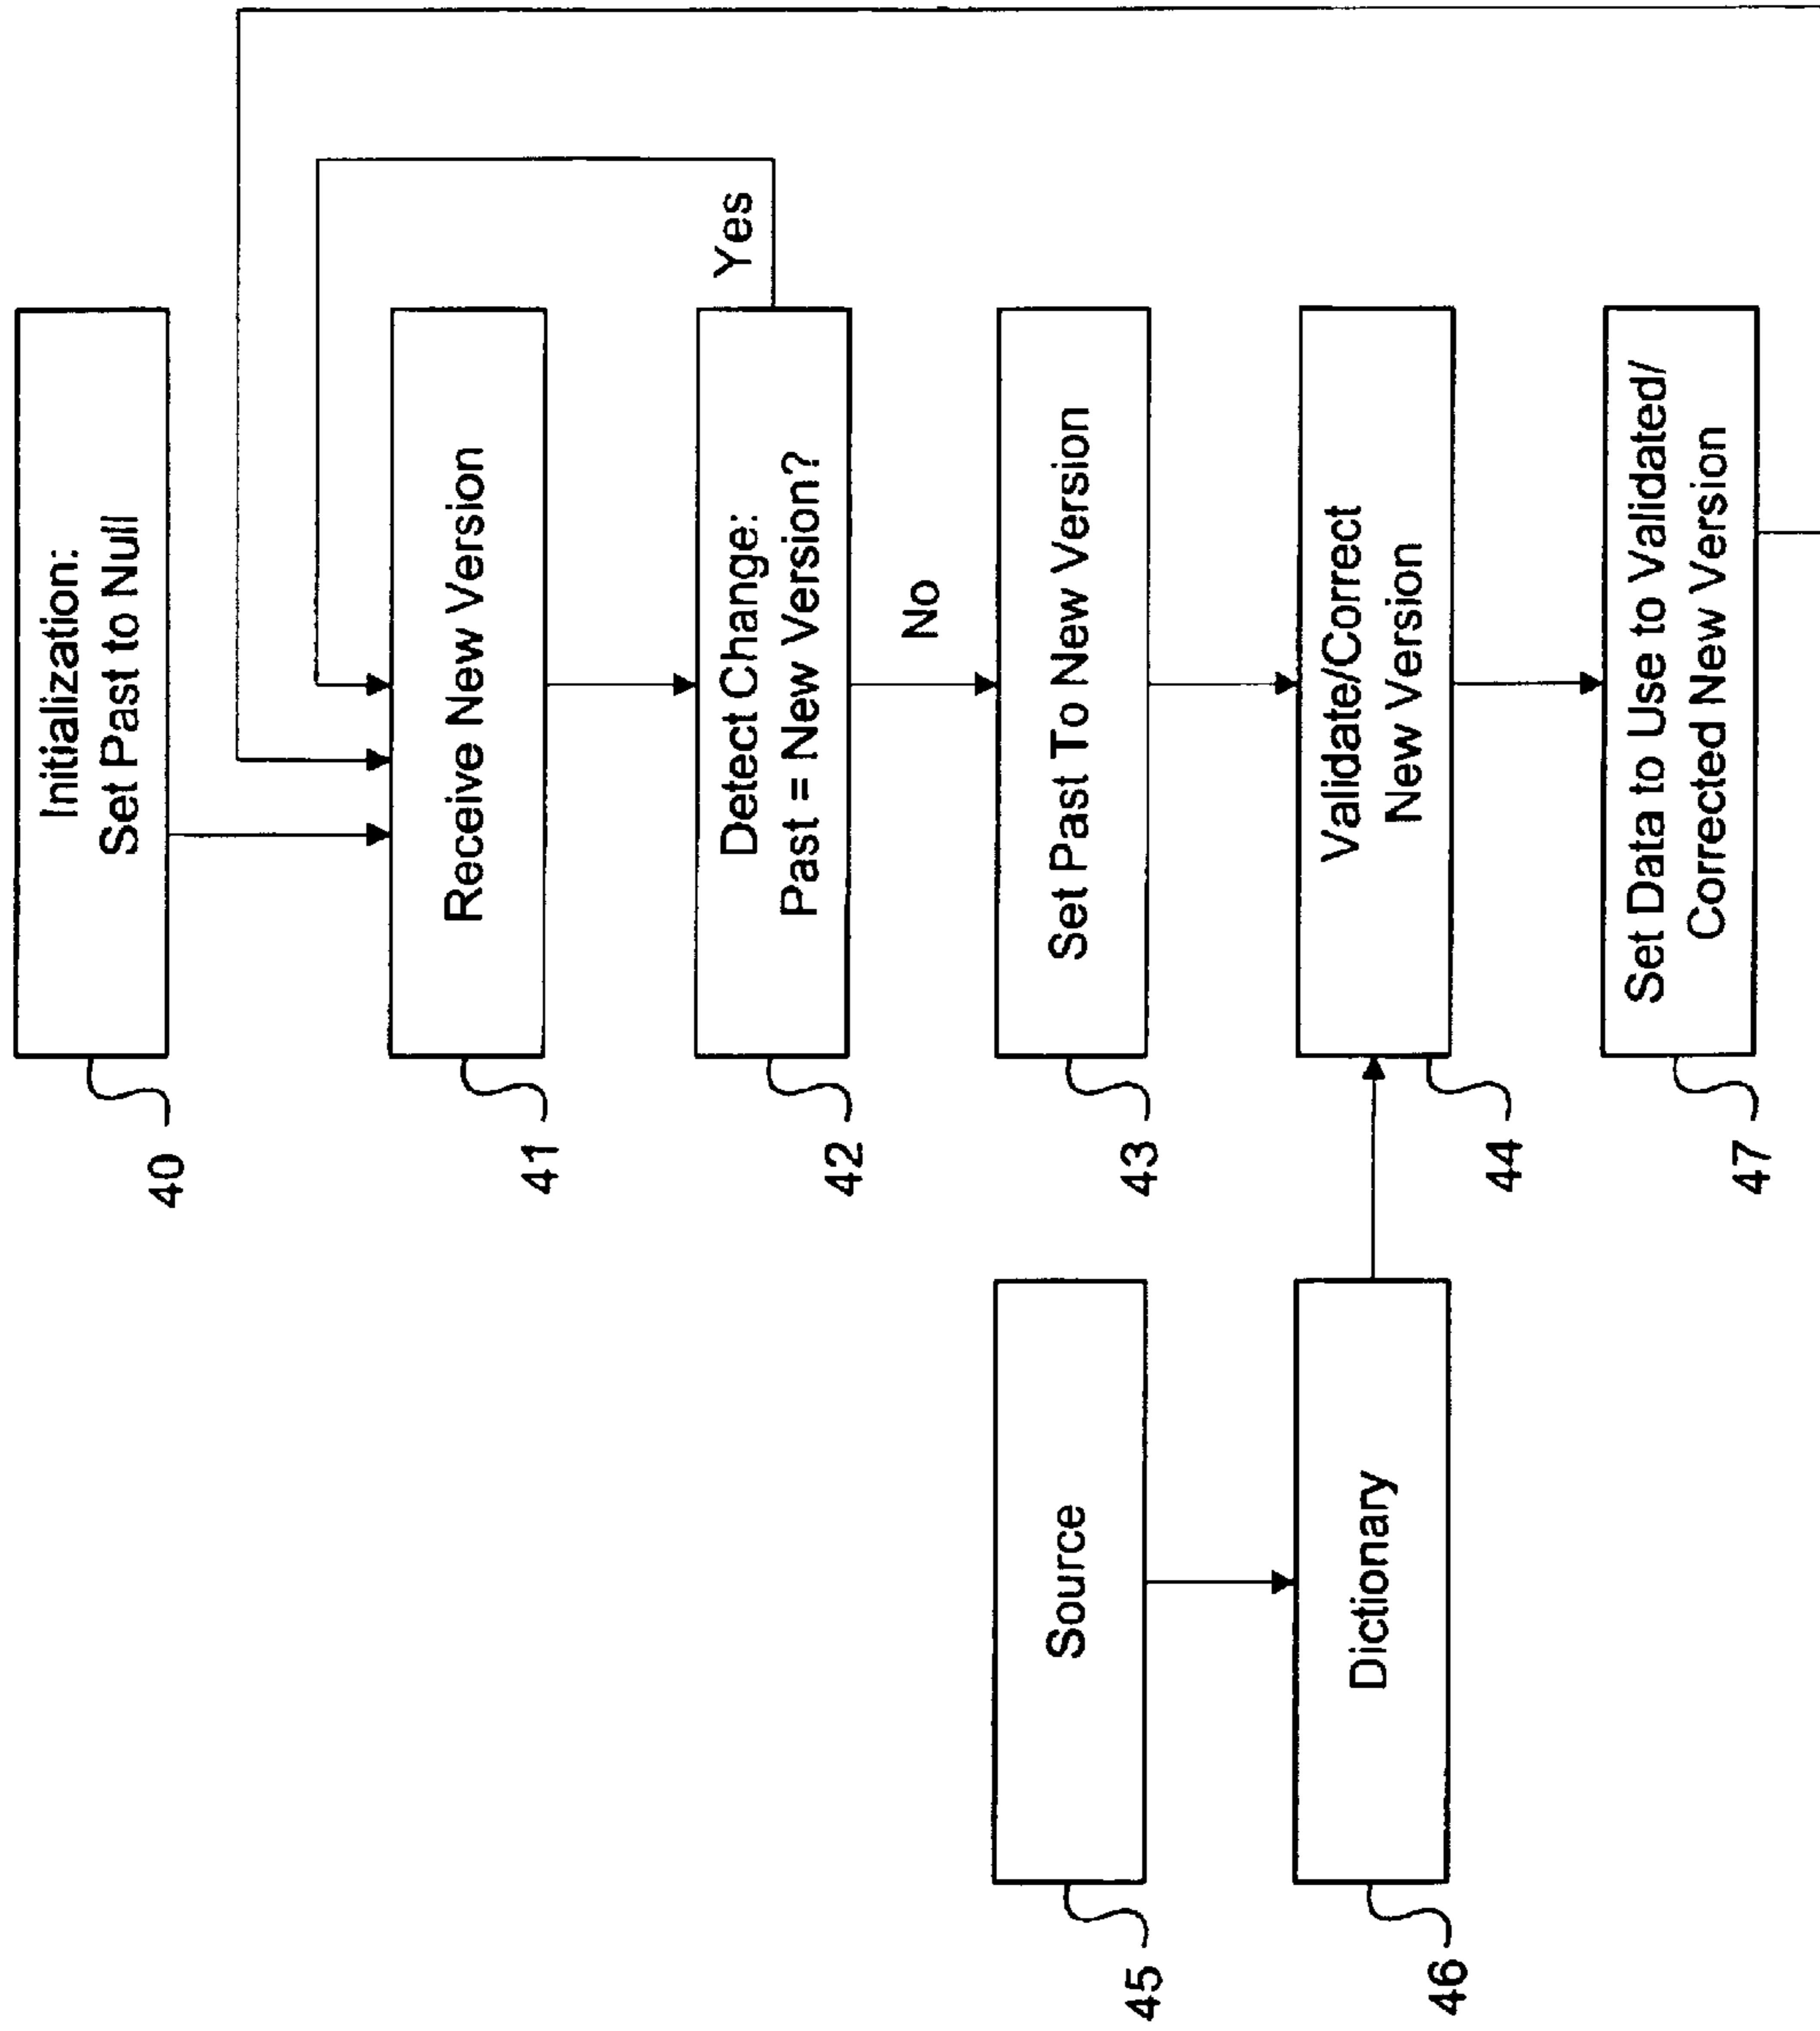 40
Initialization:
Set Past to Null
41
Receive New Version
42
Detect Change:
Past = New Version?
Yes
No
43
Set Past To New Version
45
Source
44
Validate/Correct
New Version
46
Dictionary
47
Set Data to Use to Validated/
Corrected New Version